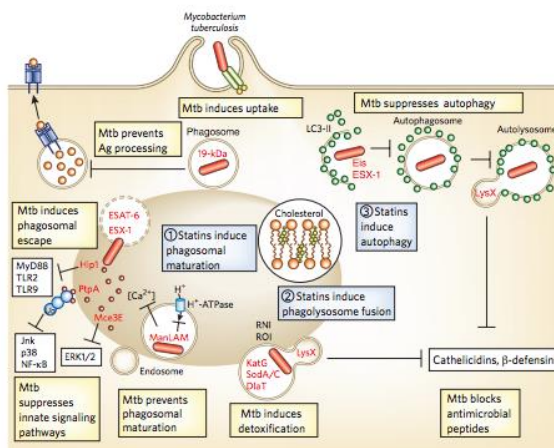 Mycobacterium
tuberculosis
Mtb induces uptake
Mtb suppresses autophagy
LC3-II
Autophagosome
Autolysosome
Eis
ESX-1
LysX
Mtb prevents
Ag processing
Phagosome
19-kDa
Mtb induces
phagosomal
escape
ESAT-6
ESX-1
① Statins
induce
phagosomal
maturation
Cholesterol
③ Statins
induce
autophagy
MyD88
TLR2
TLR9
Hip1
PtpA
Mce3E
[Ca²⁺]
H⁺
H⁺-ATPase
② Statins induce
phagolysosome fusion
ManLAM
Jnk
p38
NF-κB
ERK1/2
Endosome
RNI
ROI
KatG
SodA/C
DlaT
LysX
Cathelicidins, β-defensin
Mtb
suppresses
innate signaling
pathways
Mtb prevents
phagosomal
maturation
Mtb induces
detoxification
Mtb blocks
antimicrobial
peptides